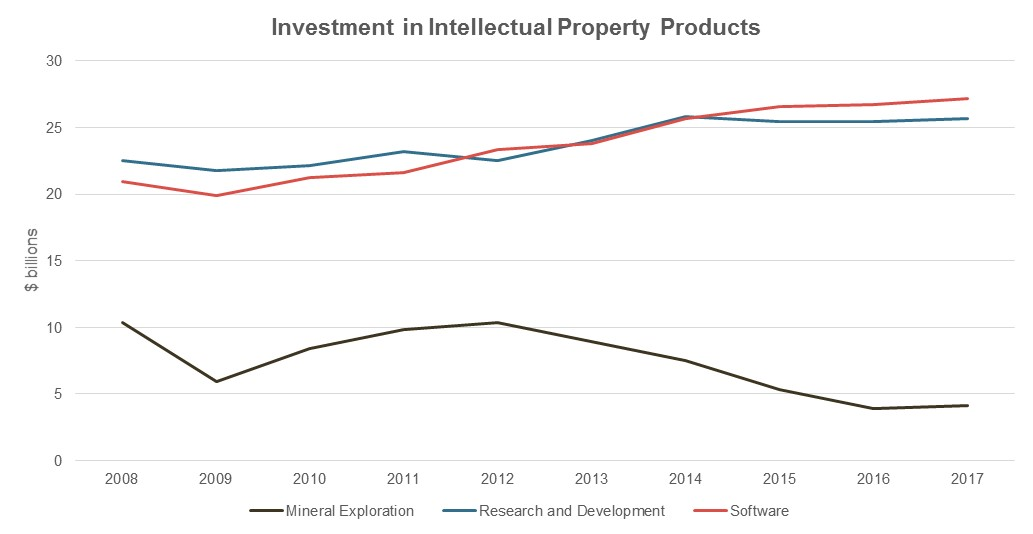 Investment in Intellectual Property Products
30
25
20
15
10
5
0
$ billions
2008 2009 2010 2011 2012 2013 2014 2015 2016 2017
Mineral Exploration Research and Development Software